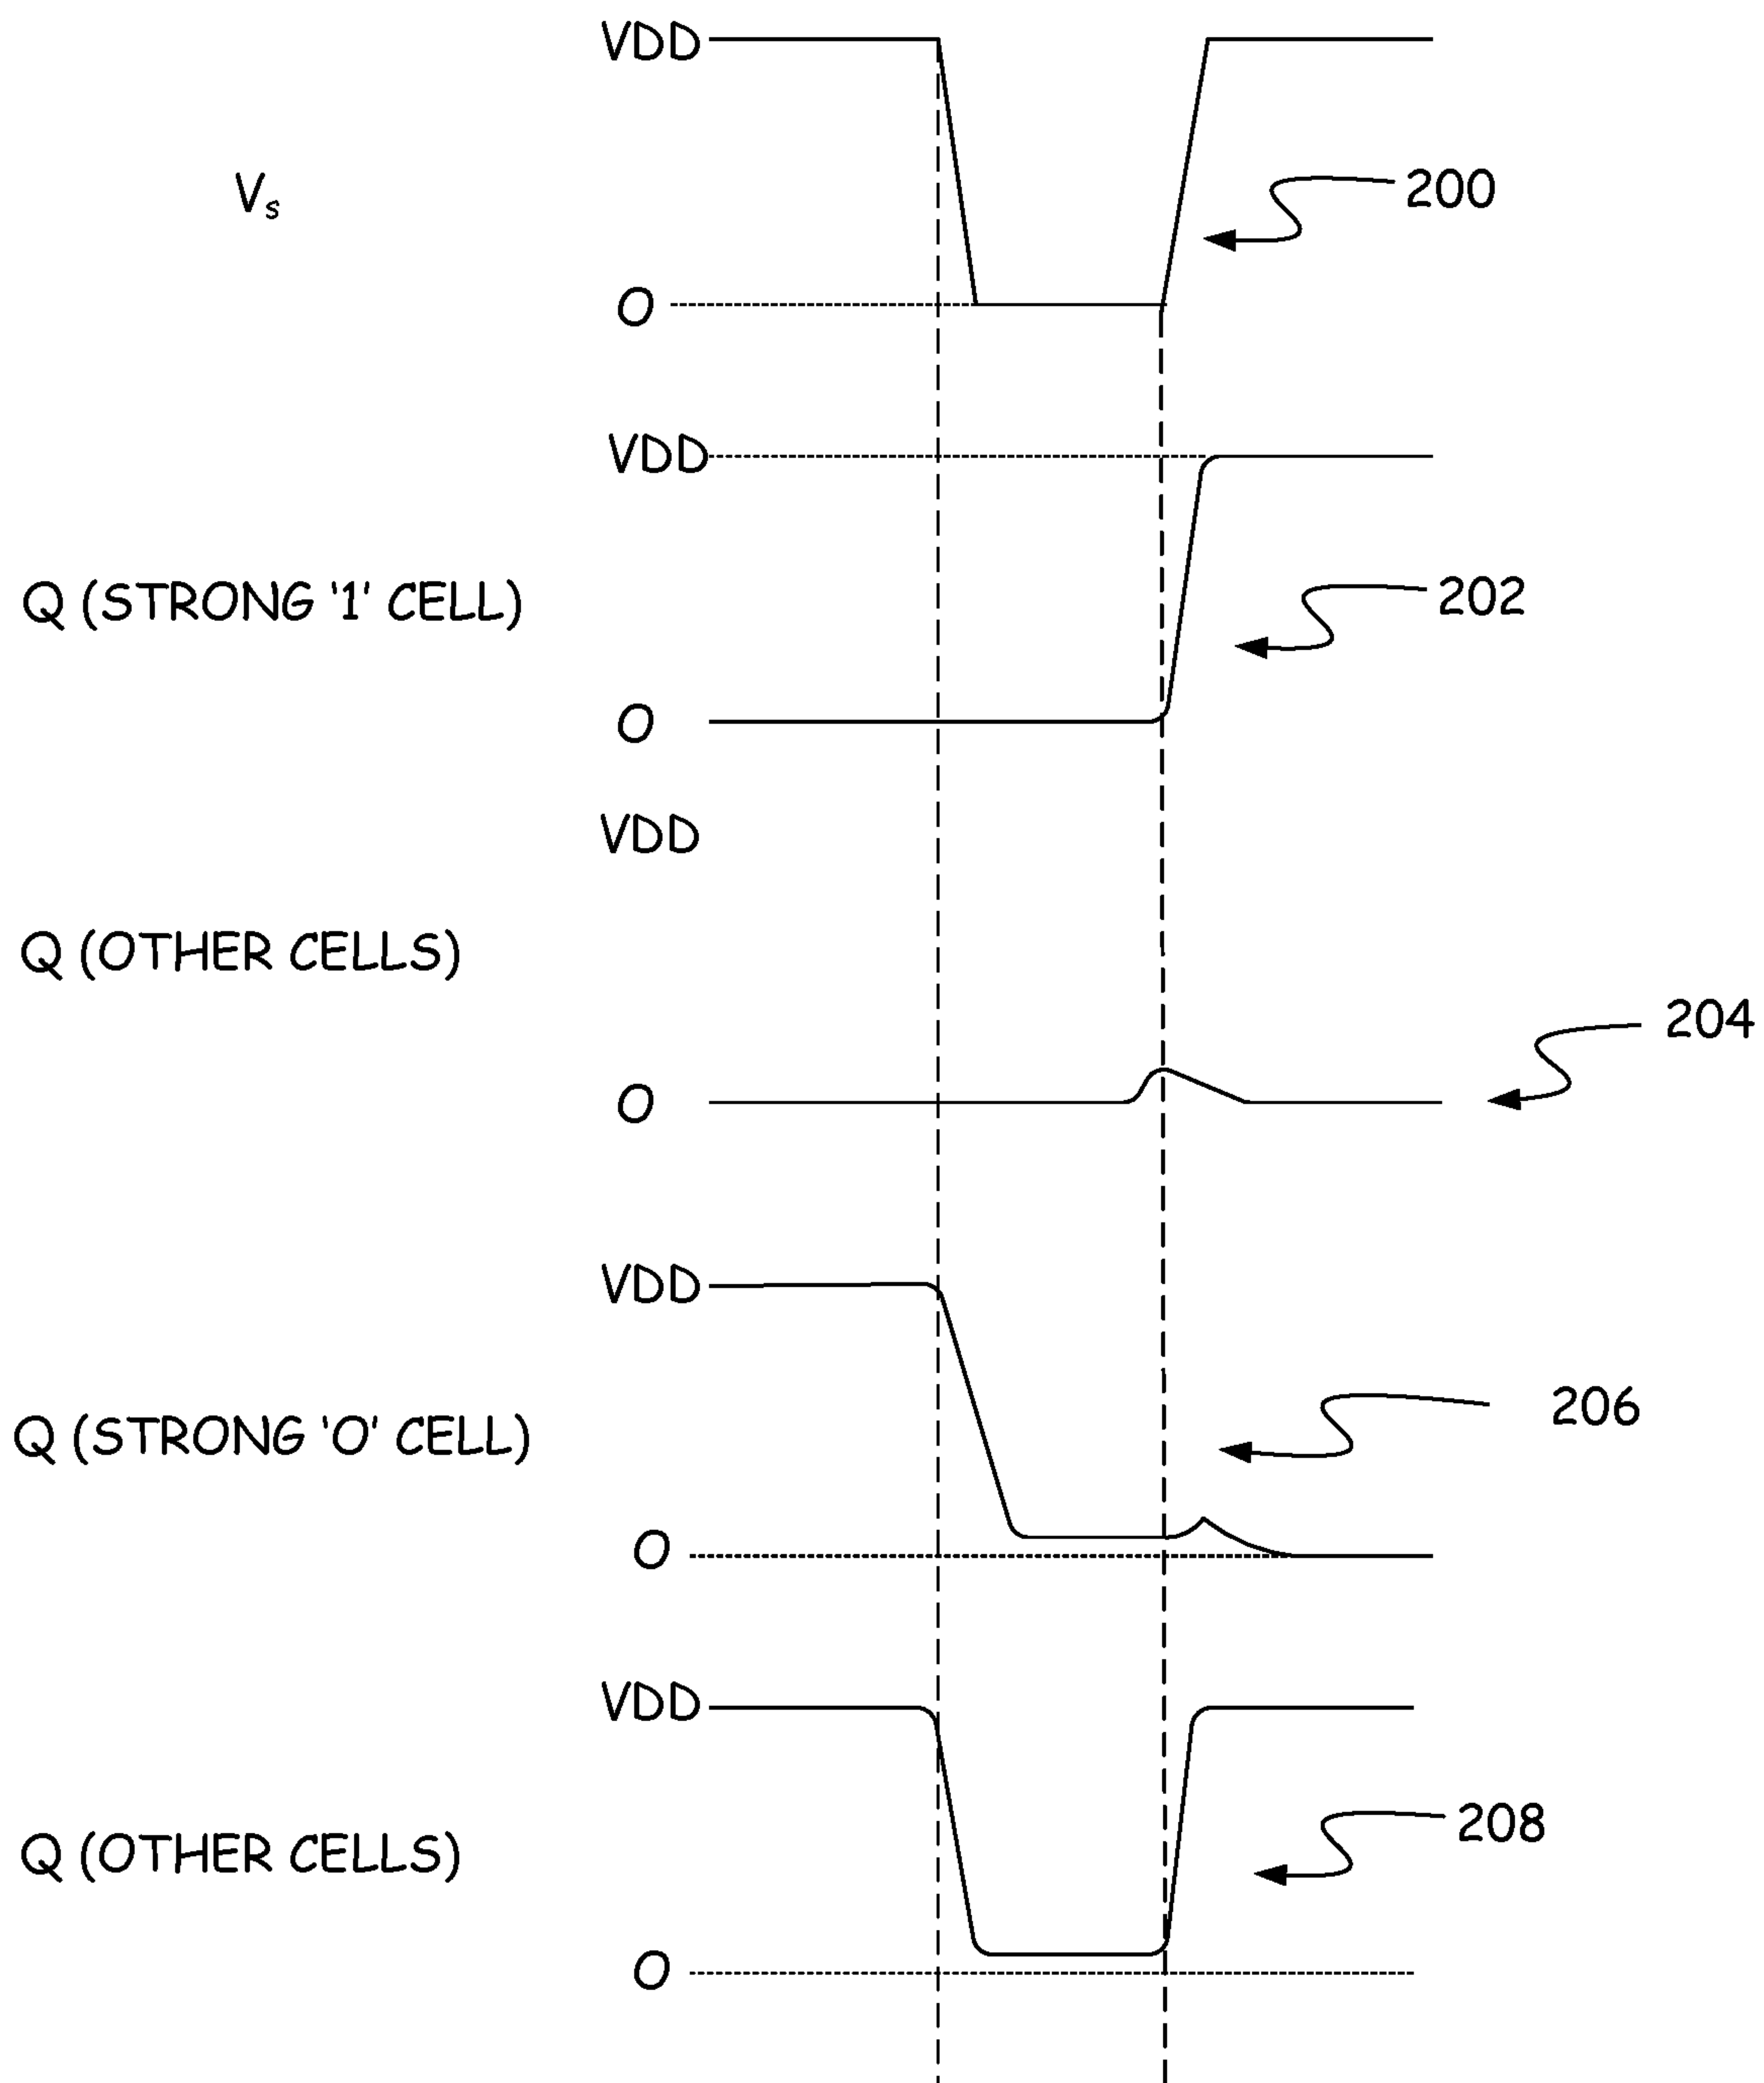 VDD
Vs
200
0
VDD
Q (STRONG '1' CELL)
202
0
VDD
Q (OTHER CELLS)
204
0
VDD
Q (STRONG '0' CELL)
206
0
VDD
Q (OTHER CELLS)
208
0